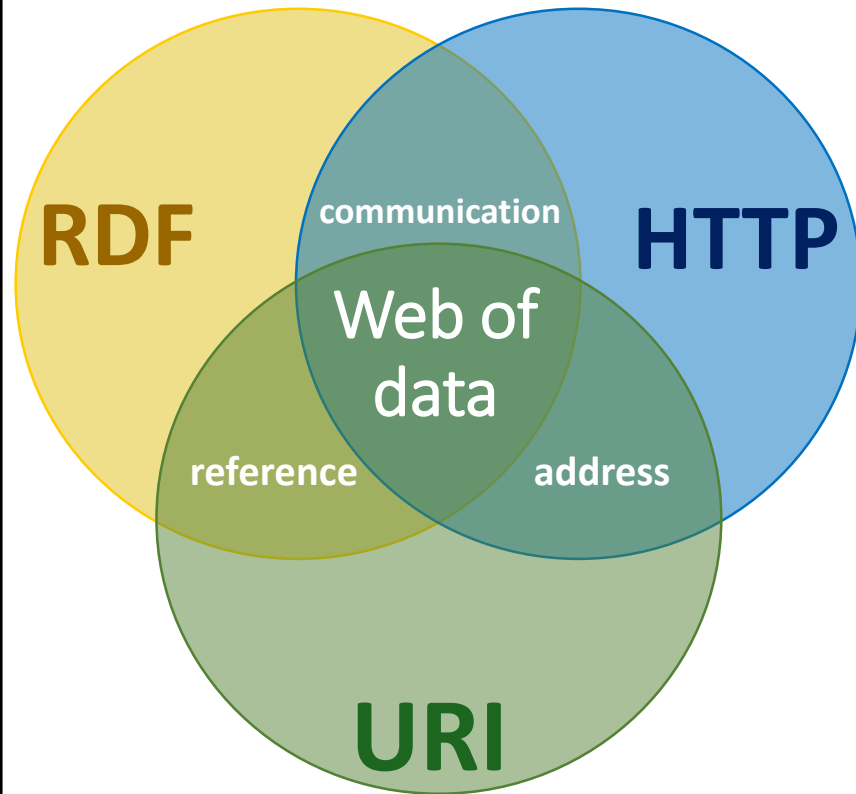 communication
RDF
HTTP
Web of
data
reference
address
URI